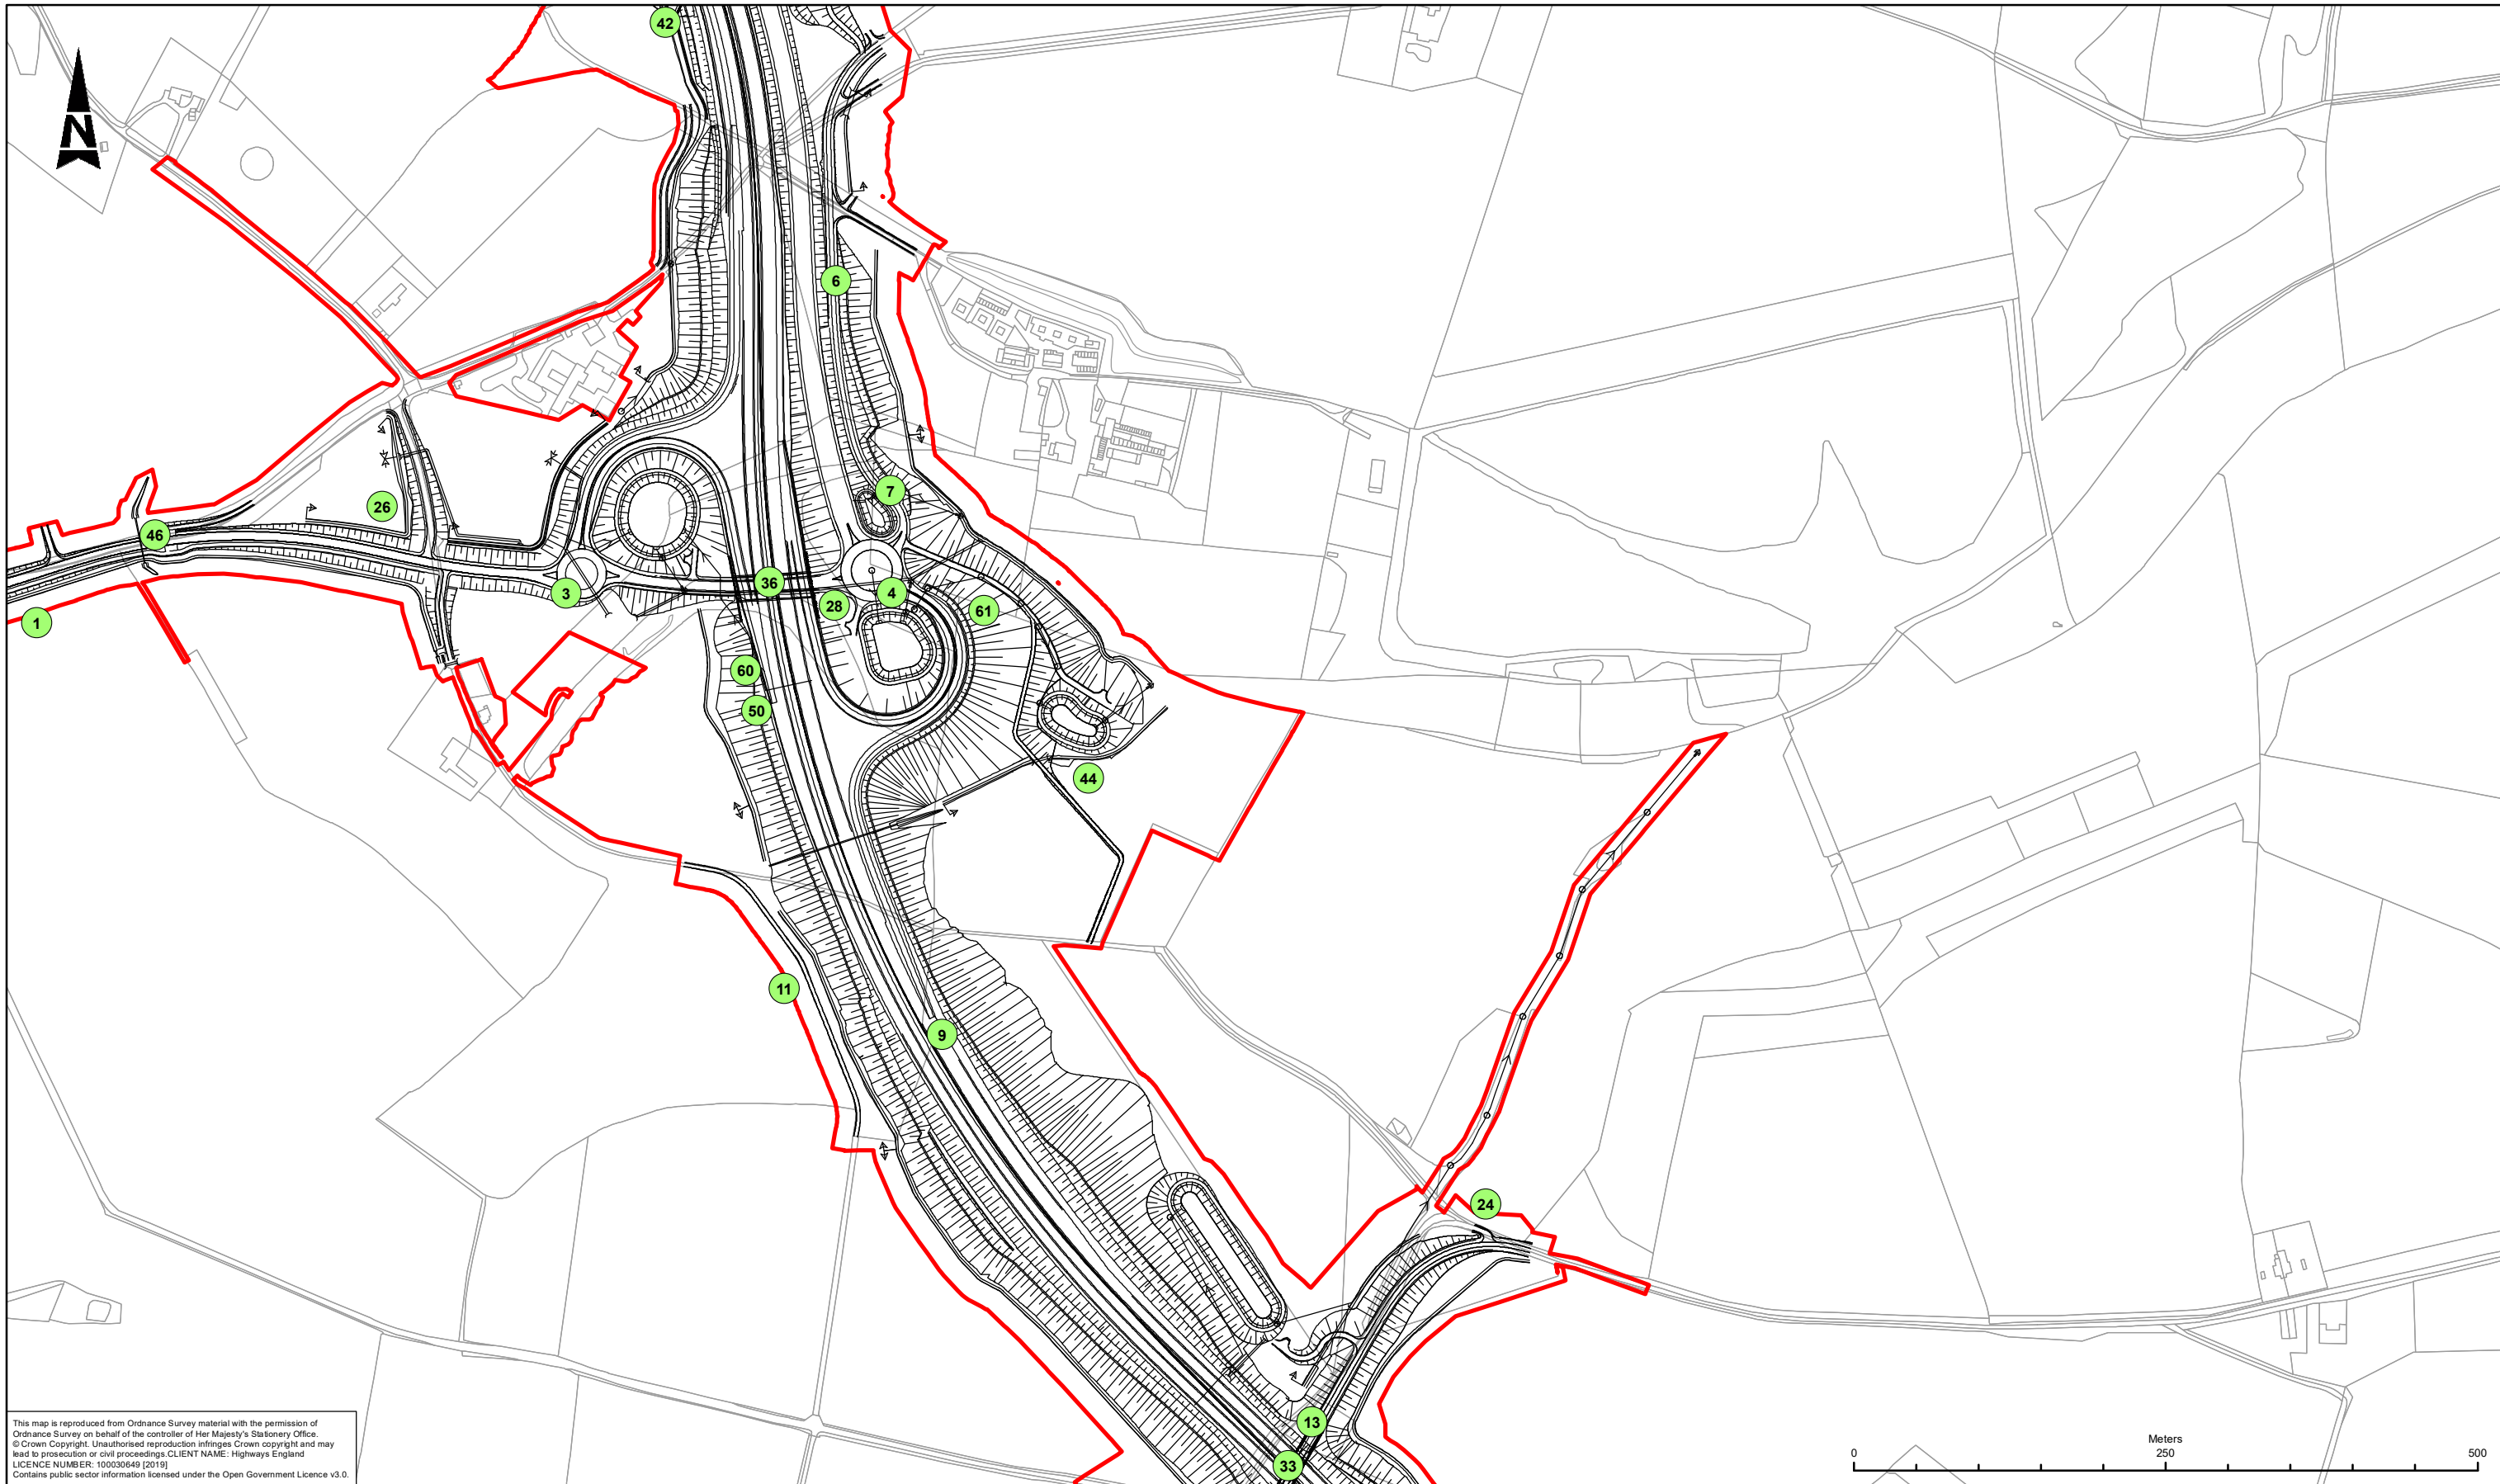 42
N
6
7
26
46
36
3
4
28
61
1
60
50
44
11
9
24
13
33
Meters
0 250 500
This map is reproduced from Ordnance Survey material with the permission of
Ordnance Survey on behalf of the controller of Her Majesty's Stationery Office.
© Crown Copyright. Unauthorised reproduction infringes Crown copyright and may
lead to prosecution or civil proceedings.CLIENT NAME: Highways England
LICENCE NUMBER: 100030649 [2019]
Contains public sector information licensed under the Open Government Licence v3.0.